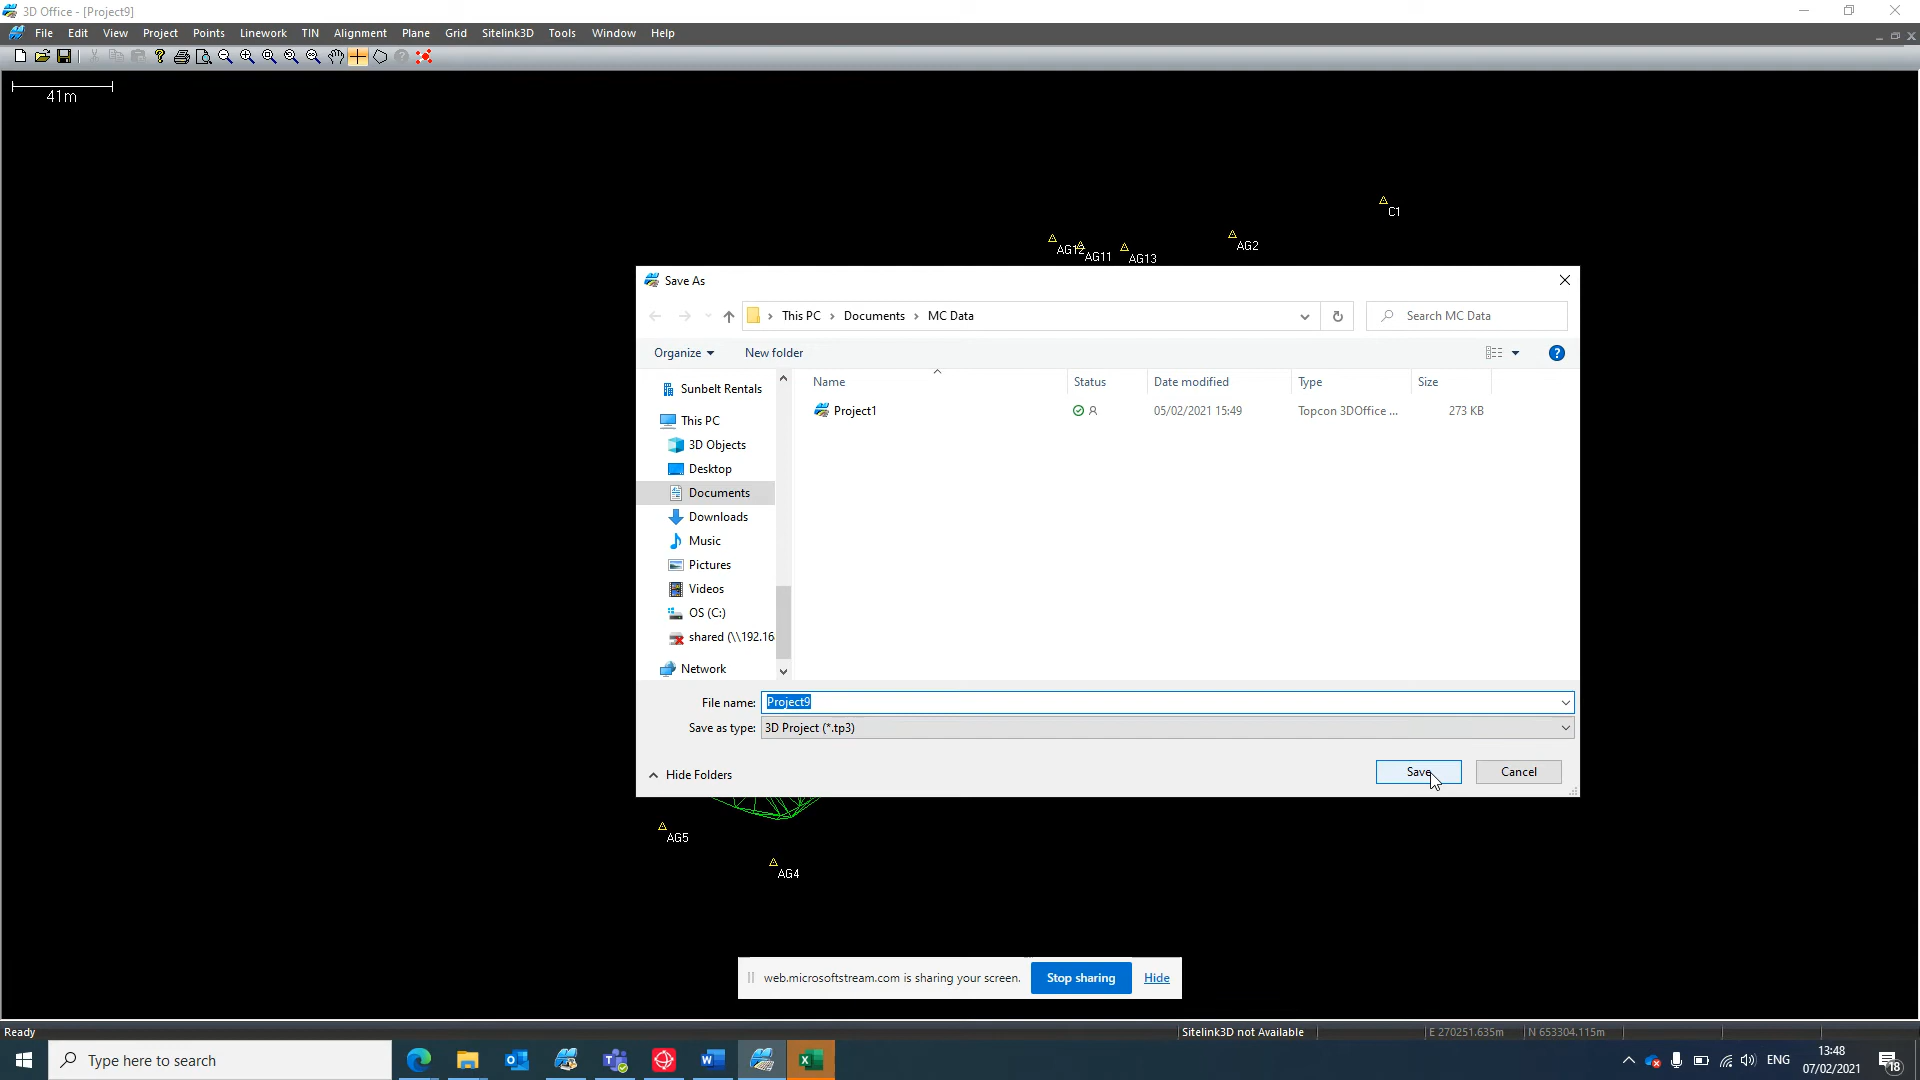 3D Office - [Project9]
File Edit View Project Points Linework TIN Alignment Plane Grid Sitelink3D Tools Window Help
41m
C1
AG2
AG12
AG11
AG13
Save As
This PC › Documents › MC Data
Search MC Data
Organize New folder
Name Status Date modified Type Size
Project1 05/02/2021 15:49 Topcon 3DOffice ... 273 KB
Sunbelt Rentals
This PC
3D Objects
Desktop
Documents
Downloads
Music
Pictures
Videos
OS (C:)
shared (\\192.16
Network
File name: Project9
Save as type: 3D Project (*.tp3)
Hide Folders
Save Cancel
AG5
AG4
web.microsoftstream.com is sharing your screen. Stop sharing Hide
Ready Sitelink3D not Available E 270251.635m N 653304.115m
Type here to search
ENG
13:48
07/02/2021
18